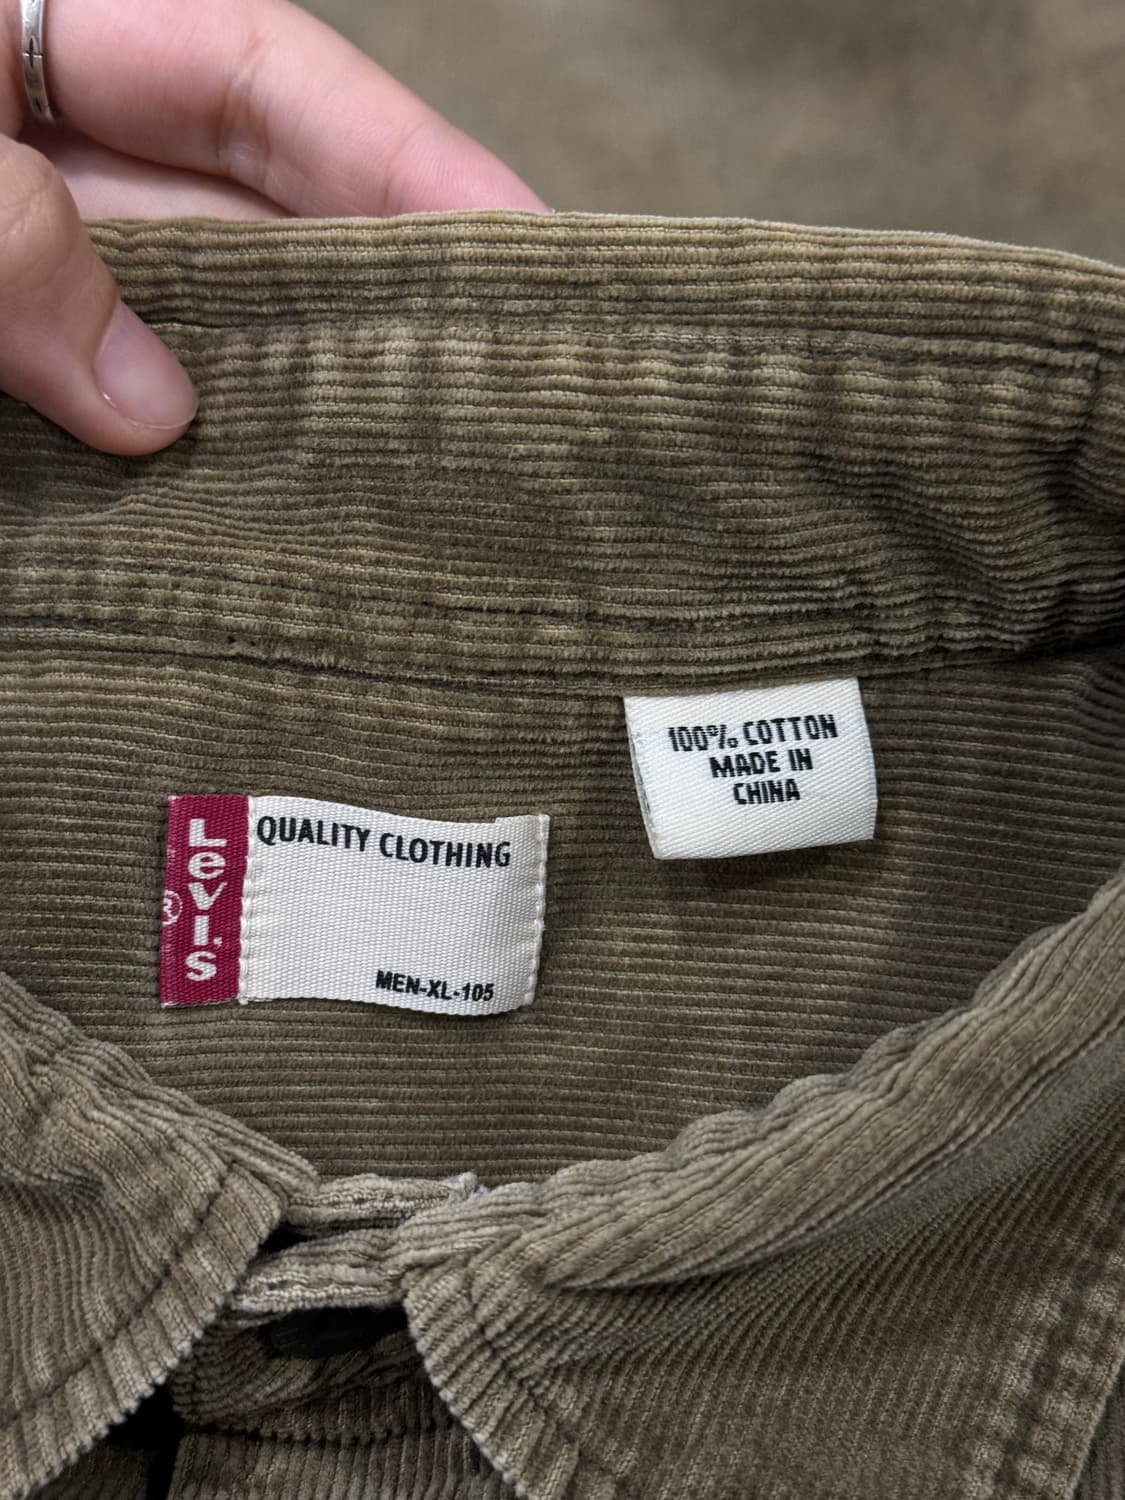 Levi's
®
QUALITY CLOTHING
MEN-XL-105
100% COTTON
MADE IN
CHINA